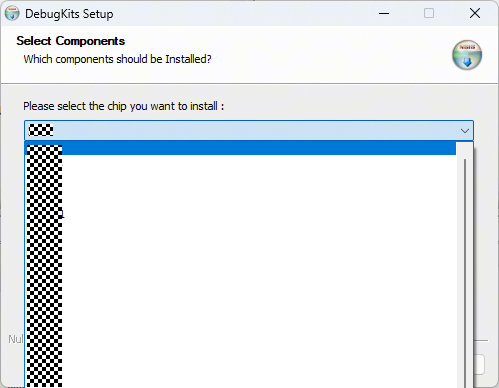 DebugKits Setup
Select Components
Which components should be Installed?
Please select the chip you want to install :